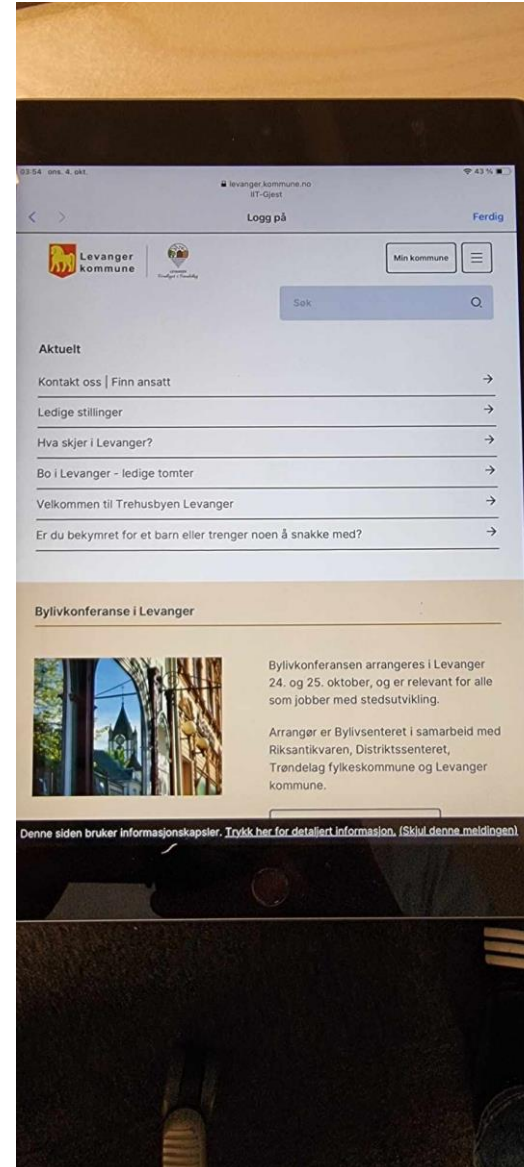 03:54 ons. 4. okt.
43 %
levanger.kommune.no
IIT-Gjest
Logg på
Ferdig
Levanger
kommune
Min kommune
Søk
Aktuelt
Kontakt oss | Finn ansatt
Ledige stillinger
Hva skjer i Levanger?
Bo i Levanger - ledige tomter
Velkommen til Trehusbyen Levanger
Er du bekymret for et barn eller trenger noen å snakke med?
Bylivkonferanse i Levanger
Bylivkonferansen arrangeres i Levanger
24. og 25. oktober, og er relevant for alle
som jobber med stedsutvikling.
Arrangør er Bylivsenteret i samarbeid med
Riksantikvaren, Distriktssenteret,
Trøndelag fylkeskommune og Levanger
kommune.
Denne siden bruker informasjonskapsler. Trykk her for detaljert informasjon. (Skjul denne meldingen)